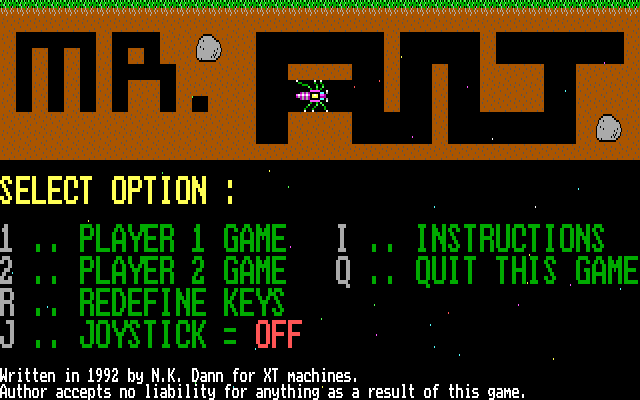 MR. ANT
SELECT OPTION :
1 .. PLAYER 1 GAME
2 .. PLAYER 2 GAME
R .. REDEFINE KEYS
J .. JOYSTICK = OFF
I .. INSTRUCTIONS
Q .. QUIT THIS GAME
Written in 1992 by N.K. Dann for XT machines.
Author accepts no liability for anything as a result of this game.